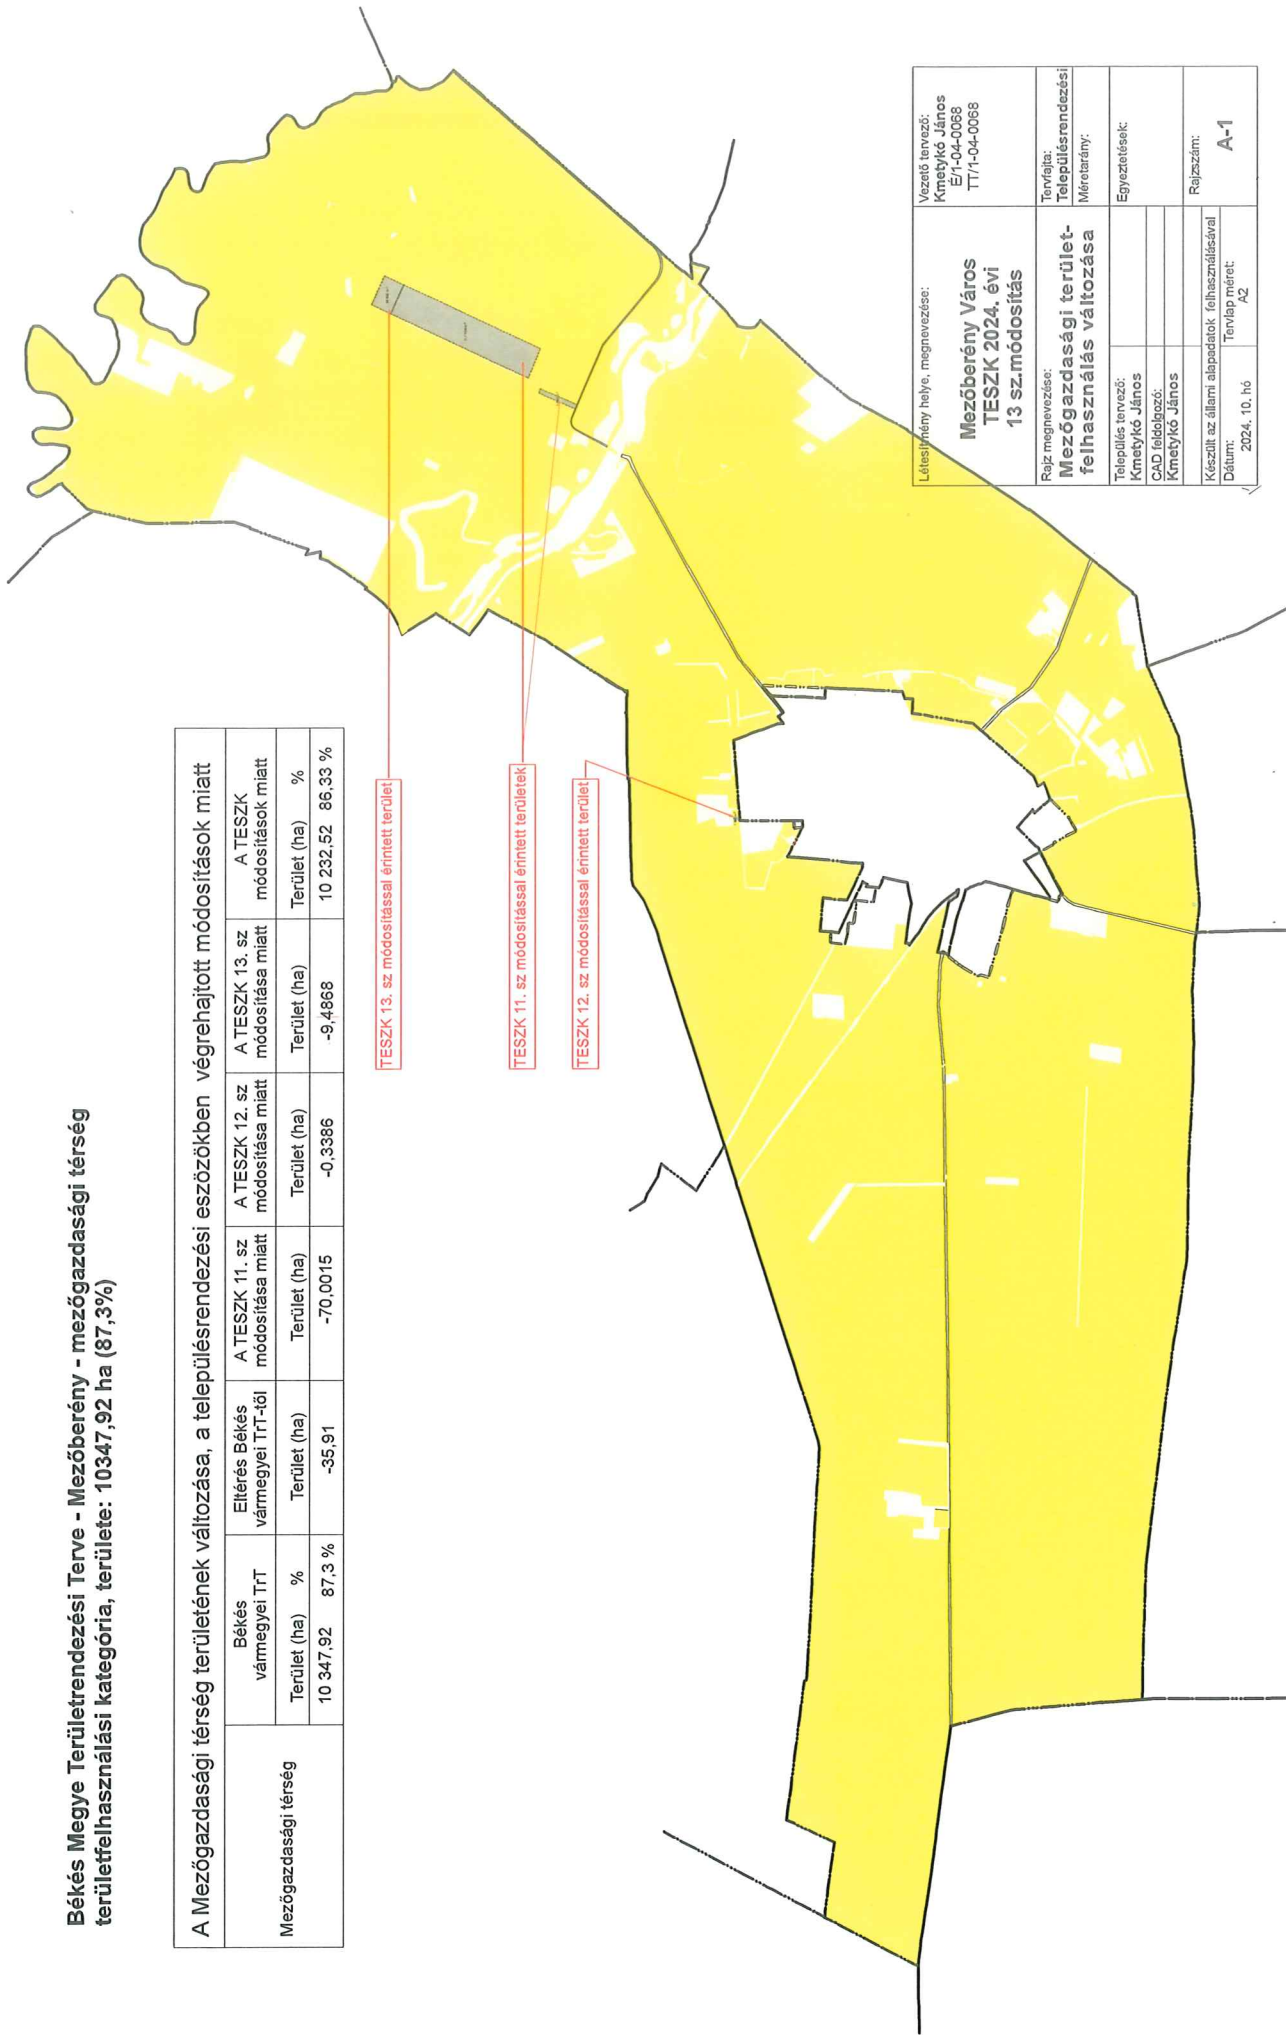 Békés Megye Területrendezési Terve - Mezőberény - mezőgazdasági térség
területfelhasználási kategória, területe: 10347,92 ha (87,3%)
A Mezőgazdasági térség területének változása, a településrendezési eszözökben végrehajtott módosítások miatt
Mezőgazdasági térség
Békés
vármegyei TrT
Terület (ha) %
10 347,92 87,3 %
Eltérés Békés
vármegyei TrT-től
Terület (ha)
-35,91
A TESZK 11. sz
módosítása miatt
Terület (ha)
-70,0015
A TESZK 12. sz
módosítása miatt
Terület (ha)
-0,3386
A TESZK 13. sz
módosítása miatt
Terület (ha)
-9,4868
A TESZK
módosítások miatt
Terület (ha) %
10 232,52 86,33 %
TESZK 13. sz módosítással érintett terület
TESZK 11. sz módosítással érintett területek
TESZK 12. sz módosítással érintett terület
Létesítmény helye, megnevezése:
Mezőberény Város
TESZK 2024. évi
13 sz.módosítás
Vezető tervező:
Kmetykó János
É/1-04-0068
TT/1-04-0068
Rajz megnevezése:
Mezőgazdasági terület-
felhasználás változása
Tervfajta:
Településrendezési
Méretarány:
Település tervező:
Kmetykó János
CAD feldolgozó:
Kmetykó János
Egyeztetések:
Készült az állami alapadatok felhasználásával
Dátum:
2024. 10. hó
Tervlap méret:
A2
Rajzszám:
A-1